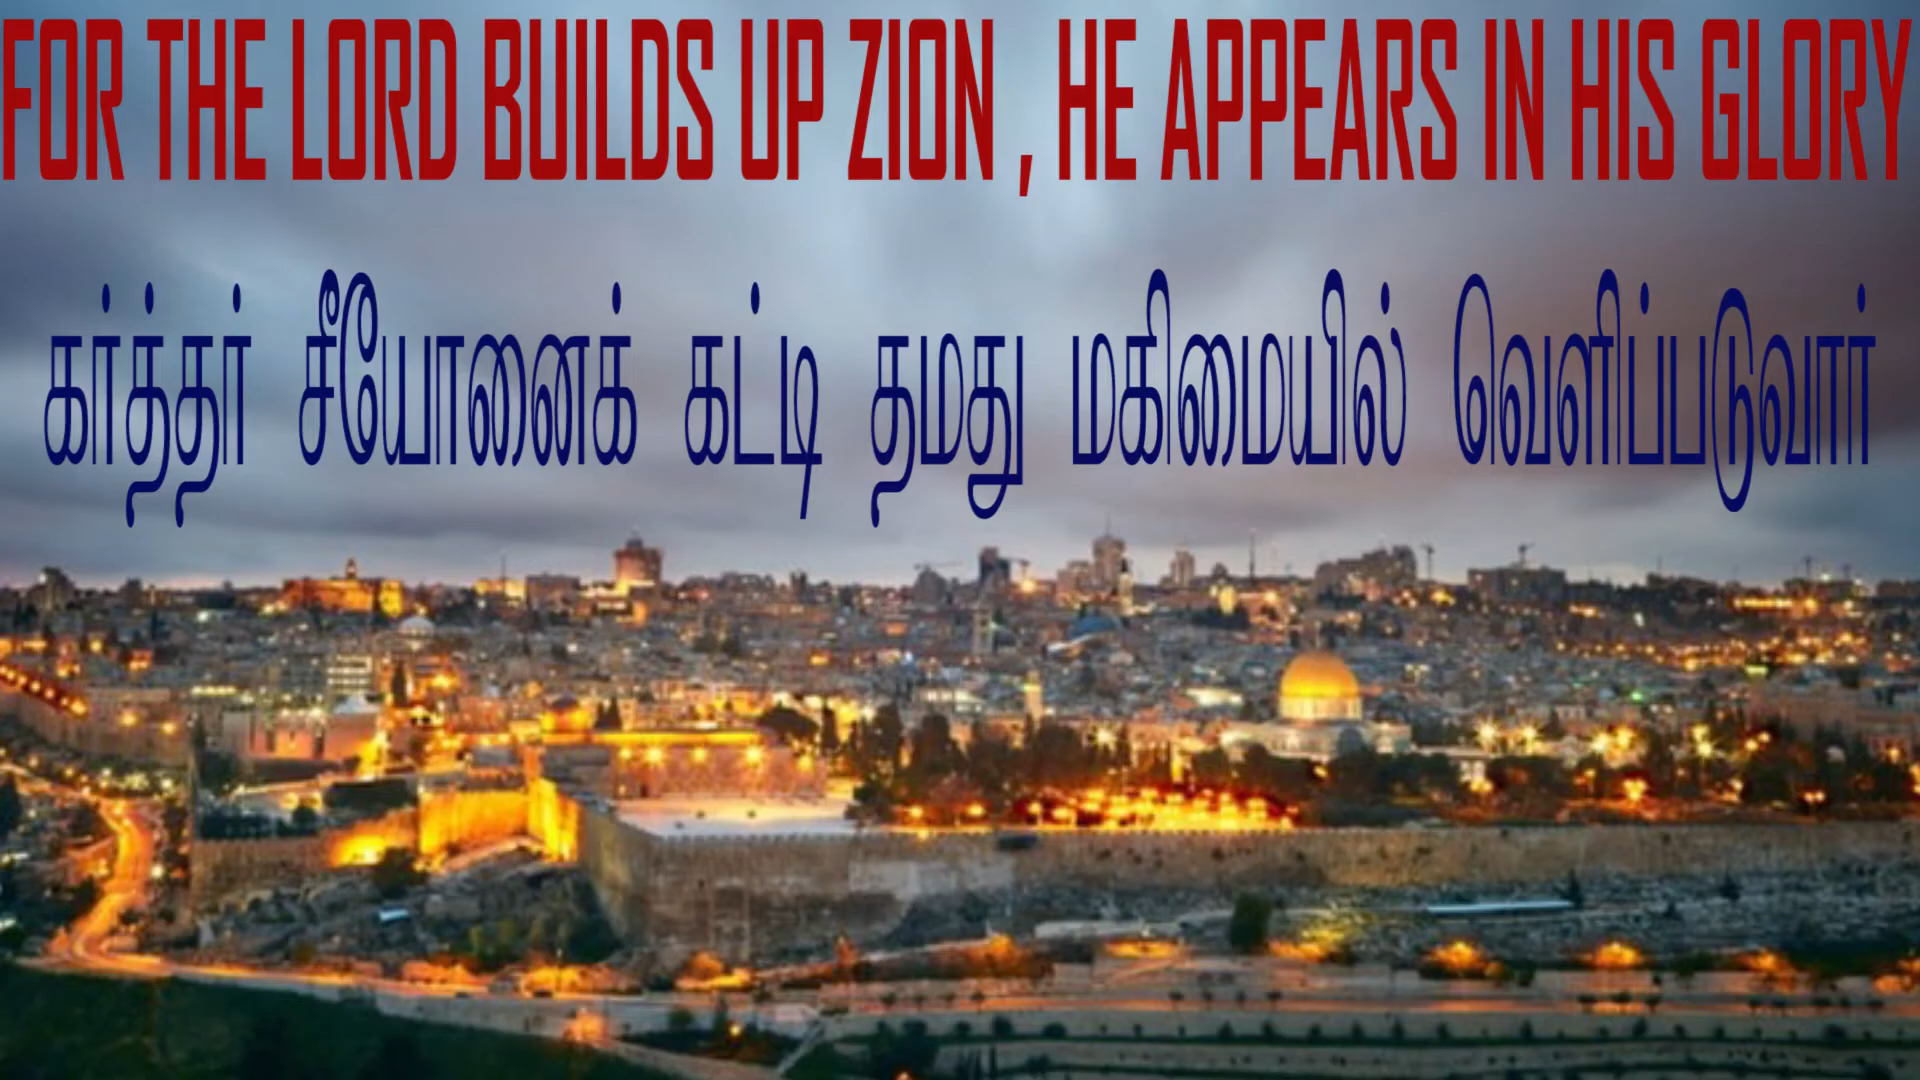 FOR THE LORD BUILDS UP ZION , HE APPEARS IN HIS GLORY
கர்த்தர் சீயோனைக் கட்டி தமது மகிமையில் வெளிப்படுவார்